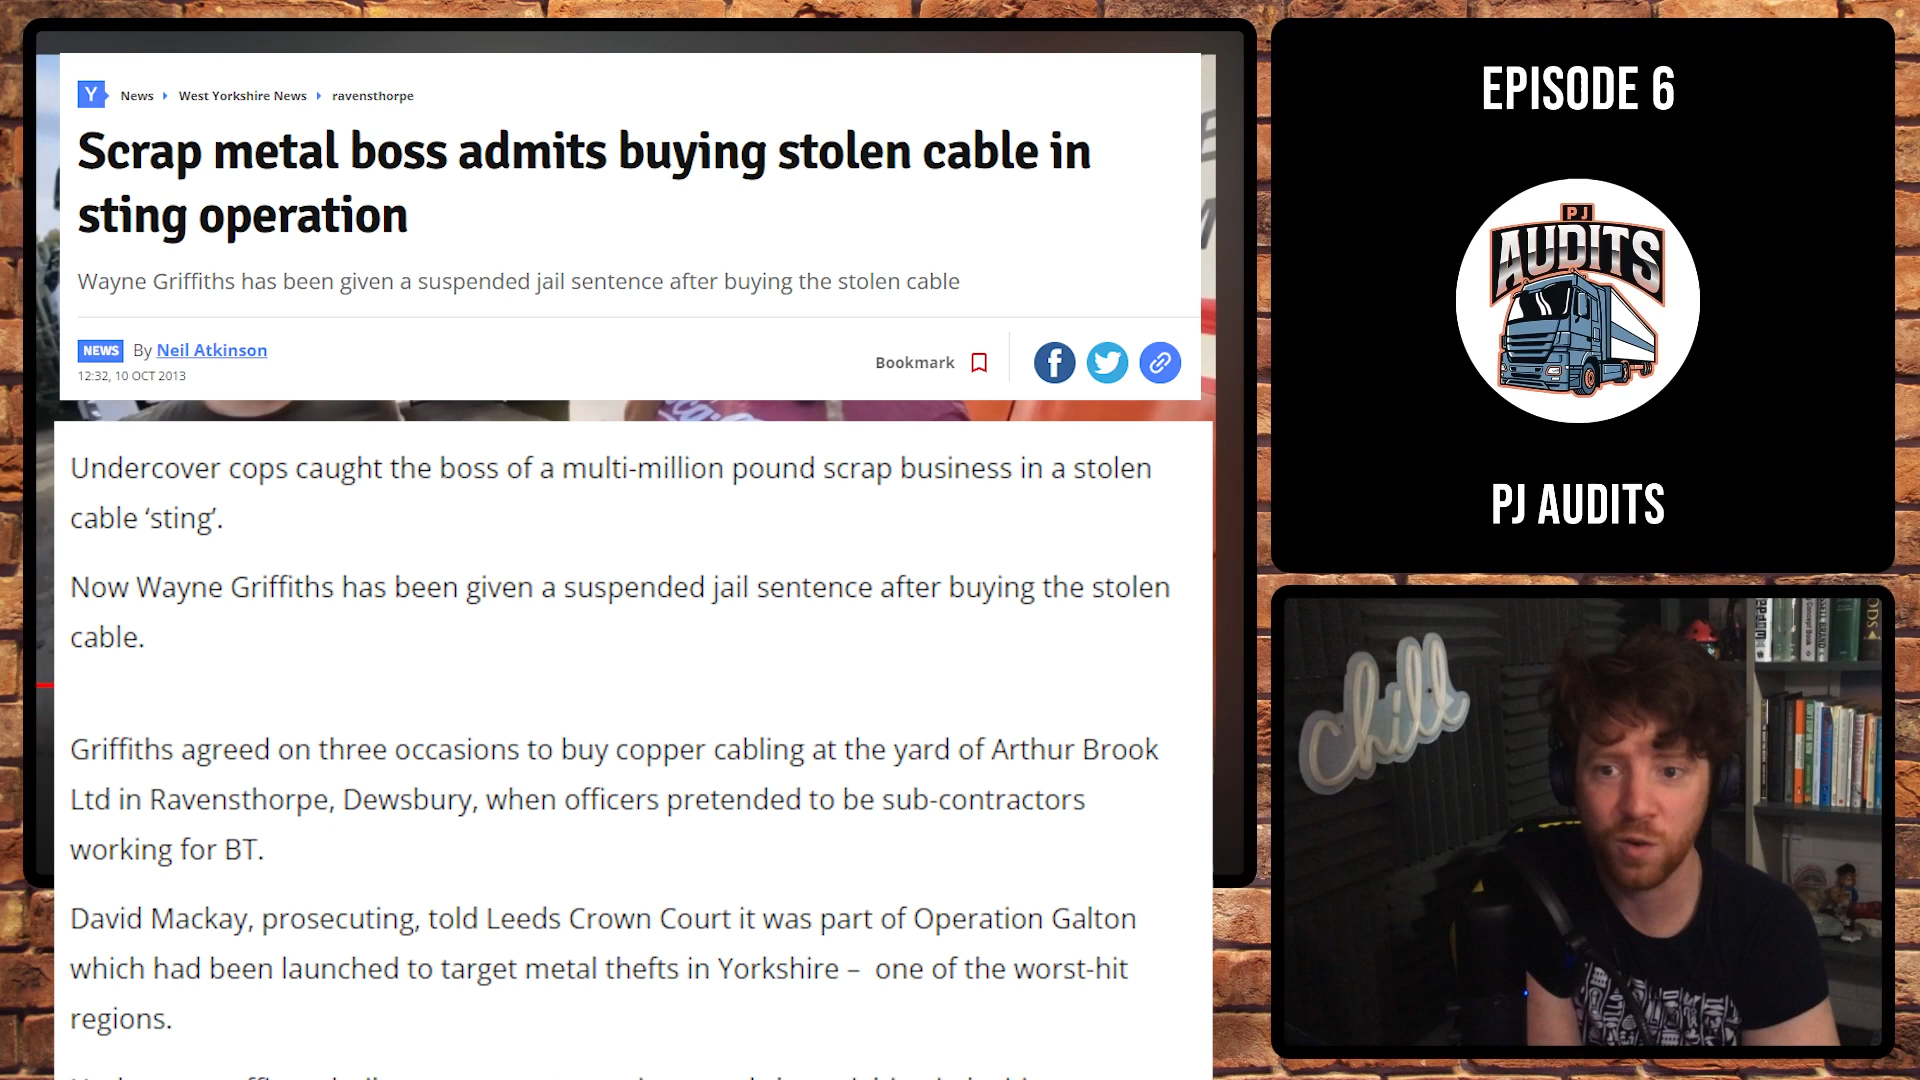 Y News West Yorkshire News ravensthorpe
Scrap metal boss admits buying stolen cable in
sting operation
Wayne Griffiths has been given a suspended jail sentence after buying the stolen cable
NEWS By Neil Atkinson
12:32, 10 OCT 2013
Bookmark
Undercover cops caught the boss of a multi-million pound scrap business in a stolen
cable ‘sting’.
Now Wayne Griffiths has been given a suspended jail sentence after buying the stolen
cable.
Griffiths agreed on three occasions to buy copper cabling at the yard of Arthur Brook
Ltd in Ravensthorpe, Dewsbury, when officers pretended to be sub-contractors
working for BT.
David Mackay, prosecuting, told Leeds Crown Court it was part of Operation Galton
which had been launched to target metal thefts in Yorkshire – one of the worst-hit
regions.
EPISODE 6
PJ
AUDITS
PJ AUDITS
chill